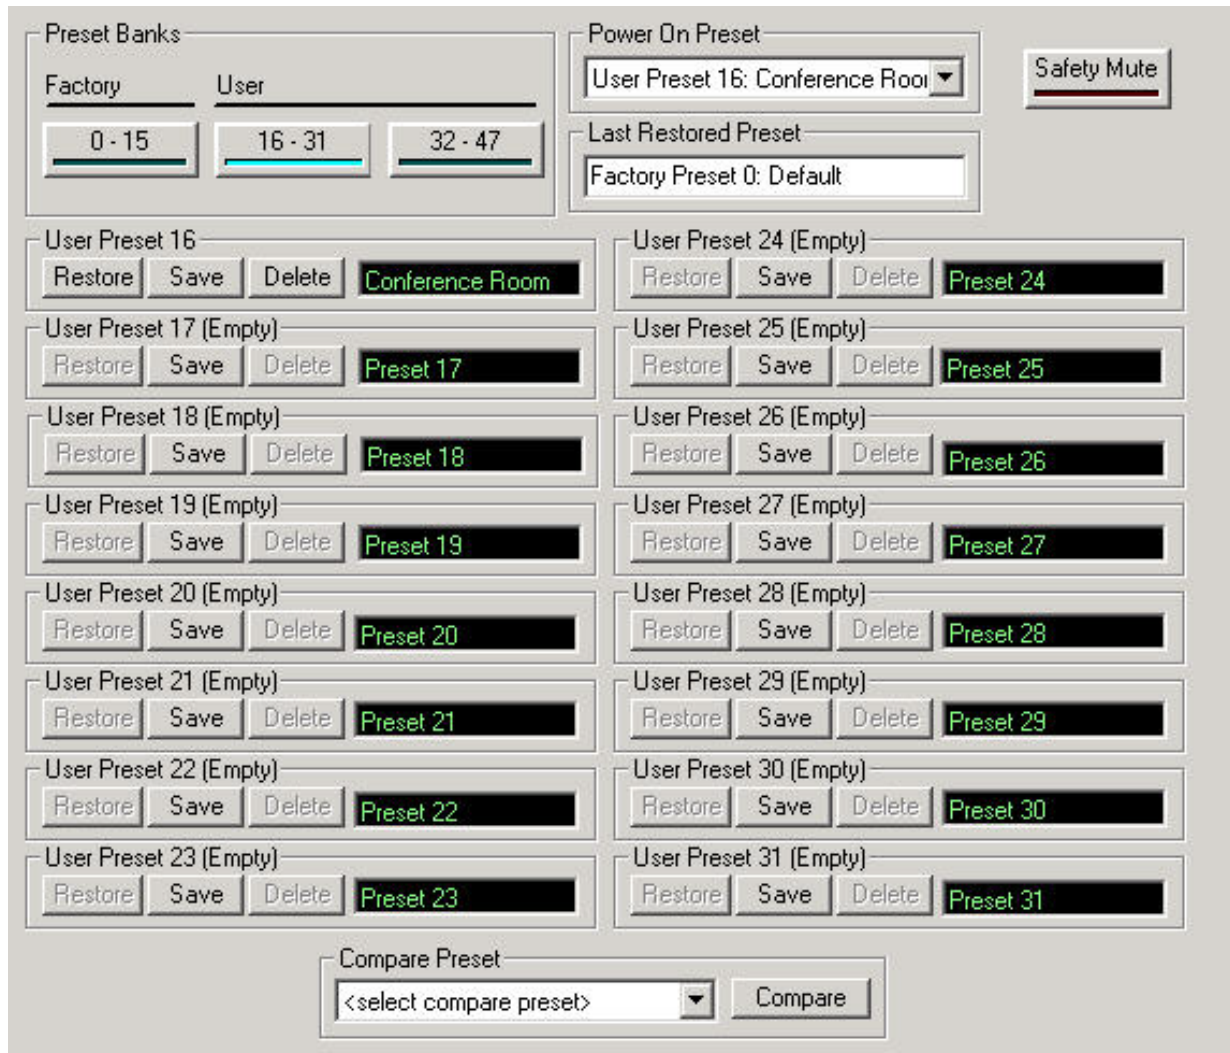 Preset Banks
Factory User
0 - 15 16 - 31 32 - 47
Power On Preset
User Preset 16: Conference Roor
Last Restored Preset
Factory Preset 0: Default
Safety Mute
User Preset 16
Restore Save Delete Conference Room
User Preset 17 (Empty)
Restore Save Delete Preset 17
User Preset 18 (Empty)
Restore Save Delete Preset 18
User Preset 19 (Empty)
Restore Save Delete Preset 19
User Preset 20 (Empty)
Restore Save Delete Preset 20
User Preset 21 (Empty)
Restore Save Delete Preset 21
User Preset 22 (Empty)
Restore Save Delete Preset 22
User Preset 23 (Empty)
Restore Save Delete Preset 23
User Preset 24 (Empty)
Restore Save Delete Preset 24
User Preset 25 (Empty)
Restore Save Delete Preset 25
User Preset 26 (Empty)
Restore Save Delete Preset 26
User Preset 27 (Empty)
Restore Save Delete Preset 27
User Preset 28 (Empty)
Restore Save Delete Preset 28
User Preset 29 (Empty)
Restore Save Delete Preset 29
User Preset 30 (Empty)
Restore Save Delete Preset 30
User Preset 31 (Empty)
Restore Save Delete Preset 31
Compare Preset
<select compare preset> Compare